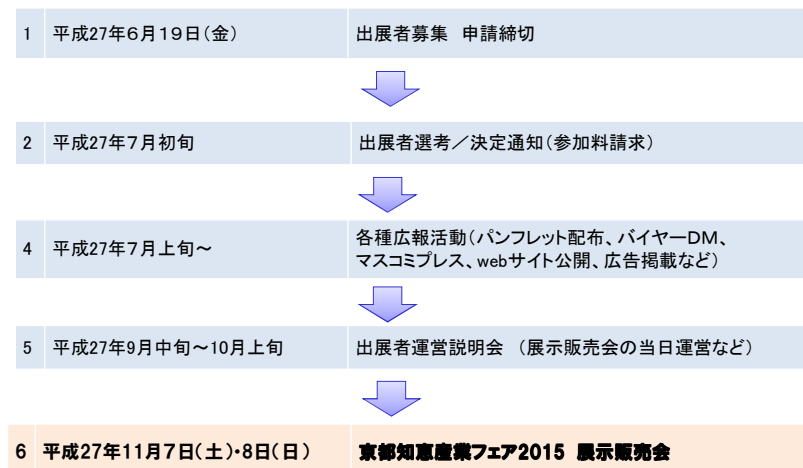 1 平成27年６月１９日（金） 出展者募集 申請締切
2 平成27年７月初旬 出展者選考／決定通知（参加料請求）
4 平成27年７月上旬～ 各種広報活動（パンフレット配布、バイヤーＤＭ、
マスコミプレス、webサイト公開、広告掲載など）
5 平成27年9月中旬～10月上旬 出展者運営説明会 （展示販売会の当日運営など）
6 平成27年11月7日（土）・8日（日） 京都知恵産業フェア2015 展示販売会